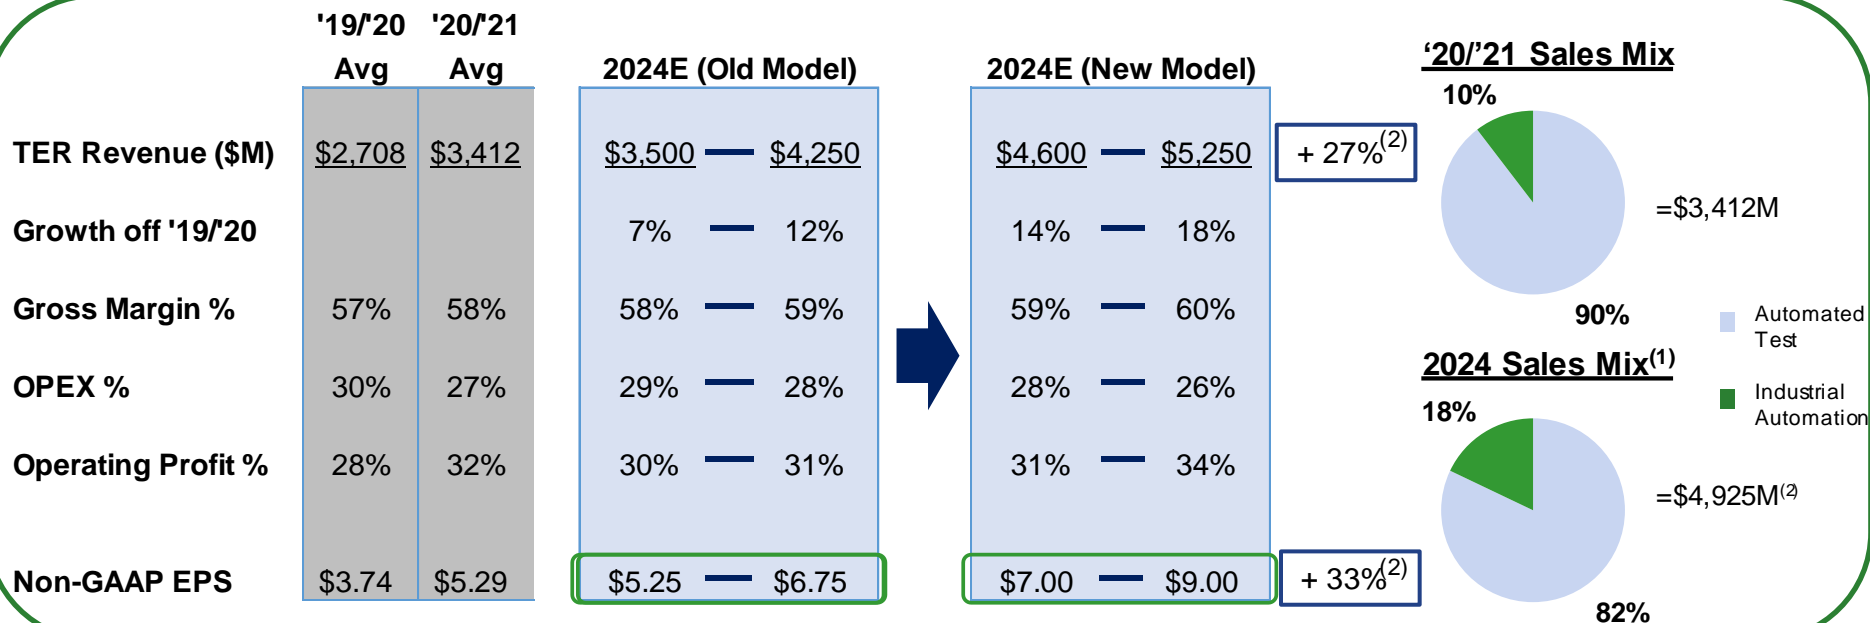 '19/'20 '20/'21
Avg Avg 2024E (Old Model) 2024E (New Model)
TER Revenue ($M) $2,708 $3,412 $3,500 — $4,250 $4,600 — $5,250 + 27%(2)
Growth off '19/'20 7% — 12% 14% — 18%
Gross Margin % 57% 58% 58% — 59% 59% — 60%
OPEX % 30% 27% 29% — 28% 28% — 26%
Operating Profit % 28% 32% 30% — 31% 31% — 34%
Non-GAAP EPS $3.74 $5.29 $5.25 — $6.75 $7.00 — $9.00 + 33%(2)
‘20/’21 Sales Mix
10%
=$3,412M
90%
Automated
Test
Industrial
Automation
2024 Sales Mix(1)
18%
=$4,925M(2)
82%